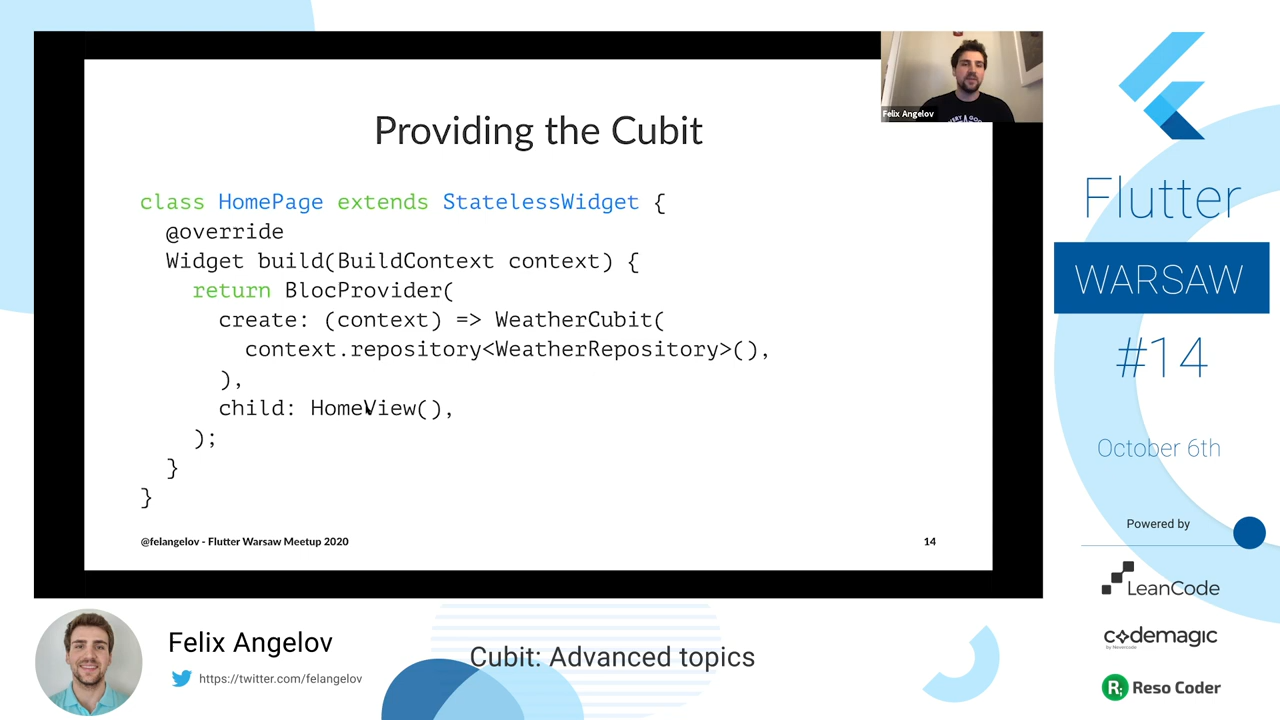 Providing the Cubit
class HomePage extends StatelessWidget {
@override
Widget build(BuildContext context) {
return BlocProvider(
create: (context) => WeatherCubit(
context.repository<WeatherRepository>(),
),
child: HomeView(),
);
}
}
@felangelov - Flutter Warsaw Meetup 2020
14
Felix Angelov
Flutter
WARSAW
#14
October 6th
Powered by
LeanCode
codemagic
by Nevercode
R;
Reso Coder
Felix Angelov
https://twitter.com/felangelov
Cubit: Advanced topics